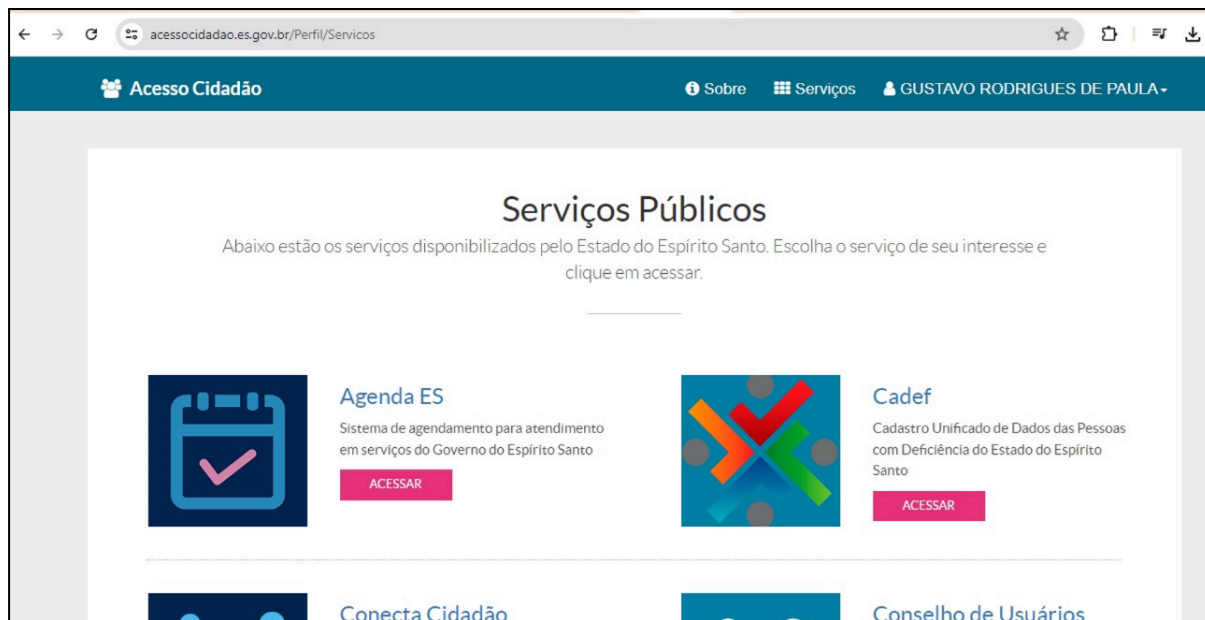 acessocidadao.es.gov.br/Perfil/Servicos
Acesso Cidadão
Sobre
Serviços
GUSTAVO RODRIGUES DE PAULA
Serviços Públicos
Abaixo estão os serviços disponibilizados pelo Estado do Espírito Santo. Escolha o serviço de seu interesse e
clique em acessar.
Agenda ES
Sistema de agendamento para atendimento
em serviços do Governo do Espírito Santo
ACESSAR
Cadef
Cadastro Unificado de Dados das Pessoas
com Deficiência do Estado do Espírito
Santo
ACESSAR
Conecta Cidadão
Conselho de Usuários